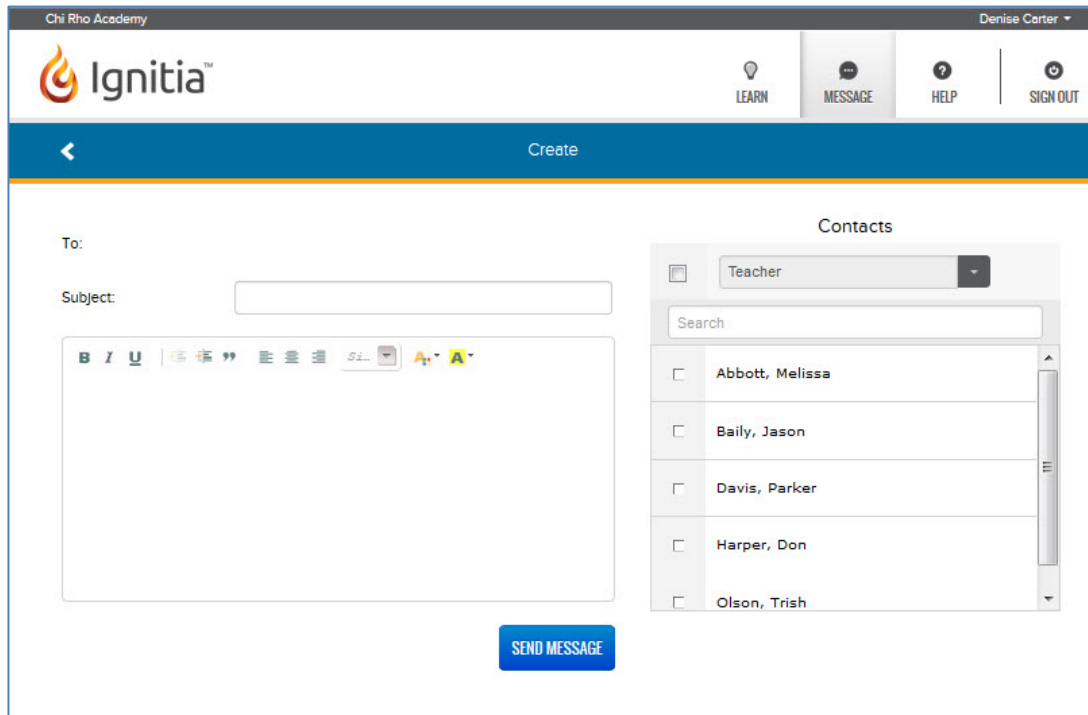 Chi Rho Academy Denise Carter
Ignitia™
LEARN MESSAGE HELP SIGN OUT
Create
To:
Subject:
B I U ” Si... A A
SEND MESSAGE
Contacts
Teacher
Search
Abbott, Melissa
Baily, Jason
Davis, Parker
Harper, Don
Olson, Trish